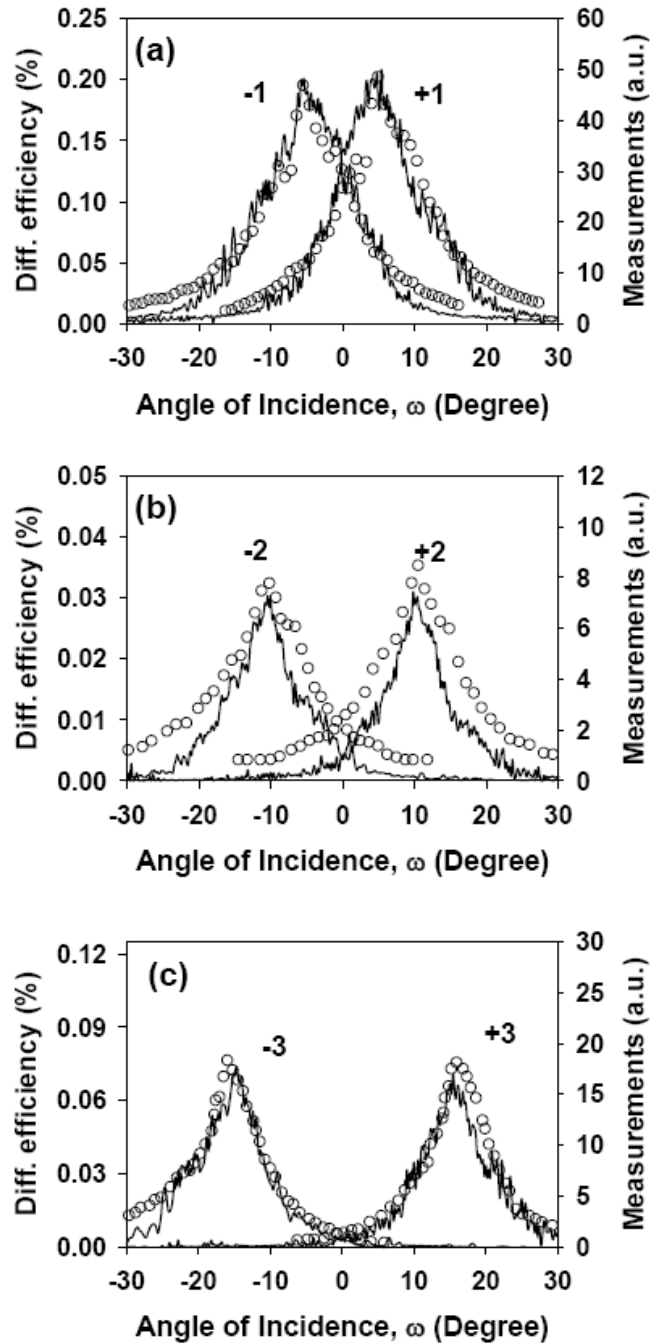 (a)
-1
+1
Diff. efficiency (%)
0.25
0.20
0.15
0.10
0.05
0.00
60
50
40
30
20
10
0
Measurements (a.u.)
-30 -20 -10 0 10 20 30
Angle of Incidence, ω (Degree)
(b)
-2
+2
Diff. efficiency (%)
0.05
0.04
0.03
0.02
0.01
0.00
12
10
8
6
4
2
0
Measurements (a.u.)
-30 -20 -10 0 10 20 30
Angle of Incidence, ω (Degree)
(c)
-3
+3
Diff. efficiency (%)
0.12
0.09
0.06
0.03
0.00
30
25
20
15
10
5
0
Measurements (a.u.)
-30 -20 -10 0 10 20 30
Angle of Incidence, ω (Degree)